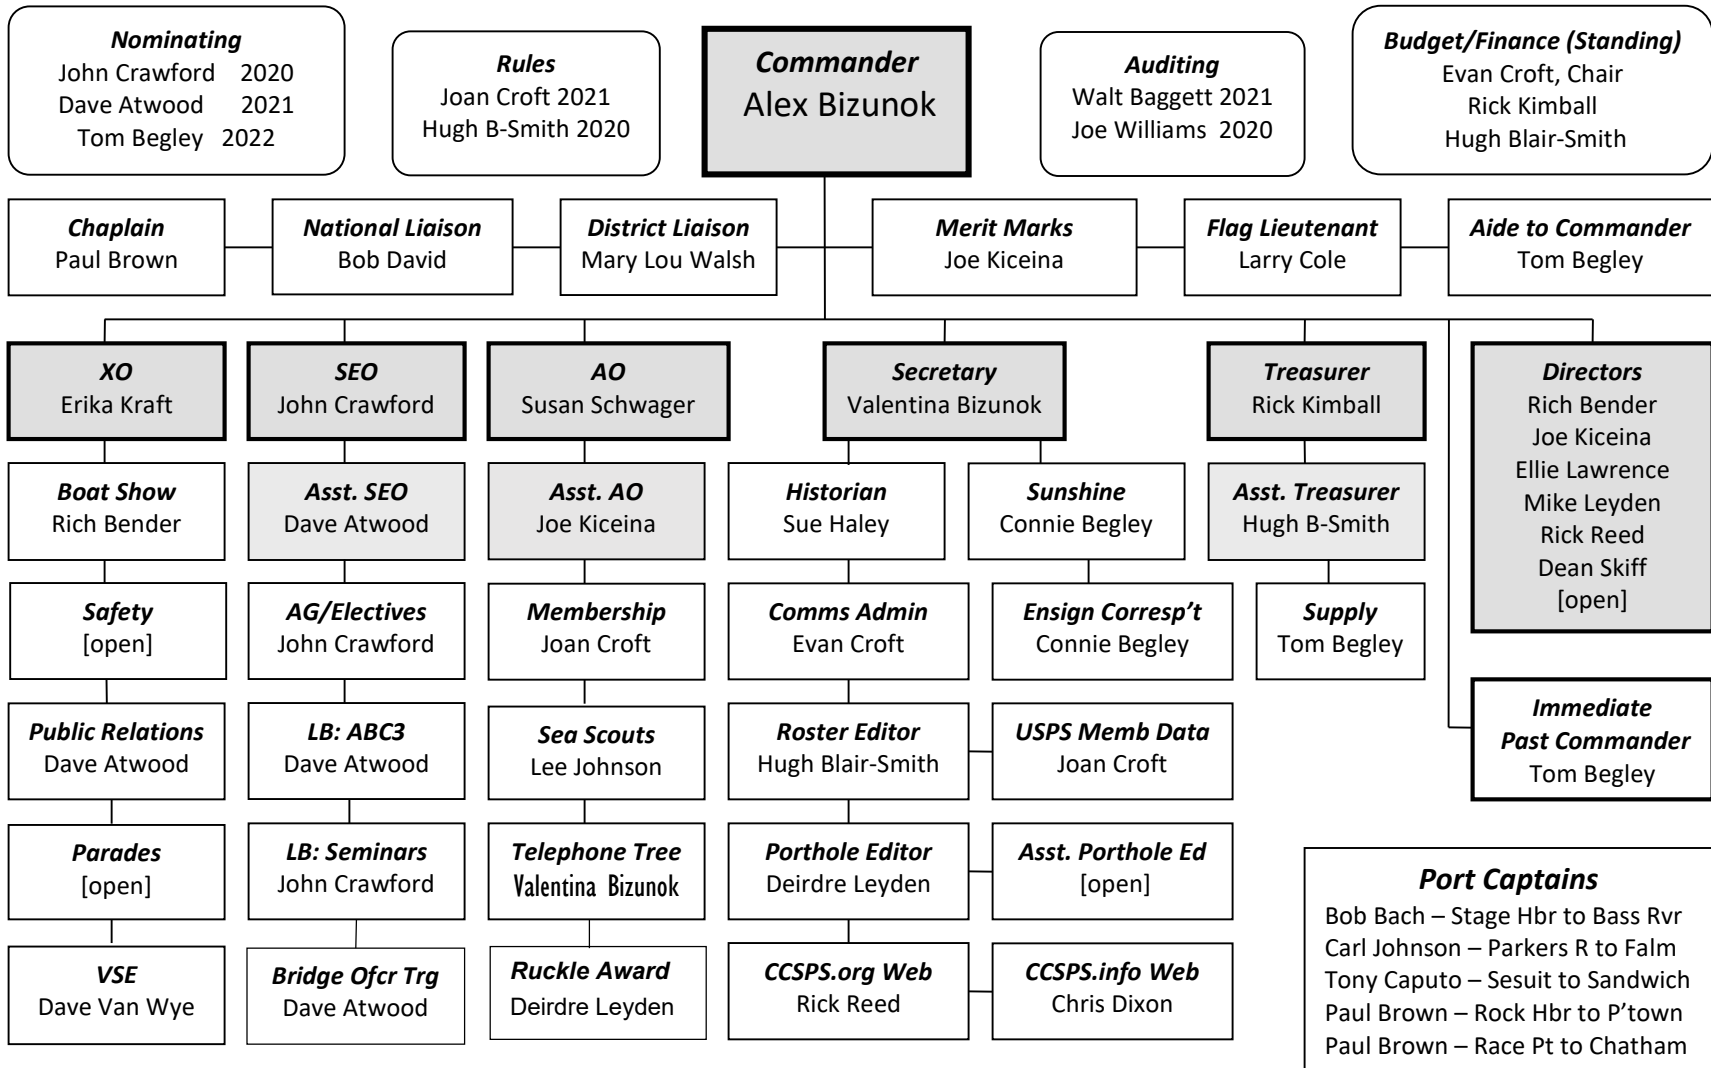 Nominating
John Crawford 2020
Dave Atwood 2021
Tom Begley 2022
Rules
Joan Croft 2021
Hugh B-Smith 2020
Commander
Alex Bizunok
Auditing
Walt Baggett 2021
Joe Williams 2020
Budget/Finance (Standing)
Evan Croft, Chair
Rick Kimball
Hugh Blair-Smith
Chaplain
Paul Brown
National Liaison
Bob David
District Liaison
Mary Lou Walsh
Merit Marks
Joe Kiceina
Flag Lieutenant
Larry Cole
Aide to Commander
Tom Begley
XO
Erika Kraft
SEO
John Crawford
AO
Susan Schwager
Secretary
Valentina Bizunok
Treasurer
Rick Kimball
Directors
Rich Bender
Joe Kiceina
Ellie Lawrence
Mike Leyden
Rick Reed
Dean Skiff
[open]
Boat Show
Rich Bender
Asst. SEO
Dave Atwood
Asst. AO
Joe Kiceina
Historian
Sue Haley
Sunshine
Connie Begley
Asst. Treasurer
Hugh B-Smith
Safety
[open]
AG/Electives
John Crawford
Membership
Joan Croft
Comms Admin
Evan Croft
Ensign Corresp't
Connie Begley
Supply
Tom Begley
Immediate
Past Commander
Tom Begley
Public Relations
Dave Atwood
LB: ABC3
Dave Atwood
Sea Scouts
Lee Johnson
Roster Editor
Hugh Blair-Smith
USPS Memb Data
Joan Croft
Parades
[open]
LB: Seminars
John Crawford
Telephone Tree
Valentina Bizunok
Porthole Editor
Deirdre Leyden
Asst. Porthole Ed
[open]
VSE
Dave Van Wye
Bridge Ofcr Trg
Dave Atwood
Ruckle Award
Deirdre Leyden
CCSPS.org Web
Rick Reed
CCSPS.info Web
Chris Dixon
Port Captains
Bob Bach – Stage Hbr to Bass Rvr
Carl Johnson – Parkers R to Falm
Tony Caputo – Sesuit to Sandwich
Paul Brown – Rock Hbr to P’town
Paul Brown – Race Pt to Chatham